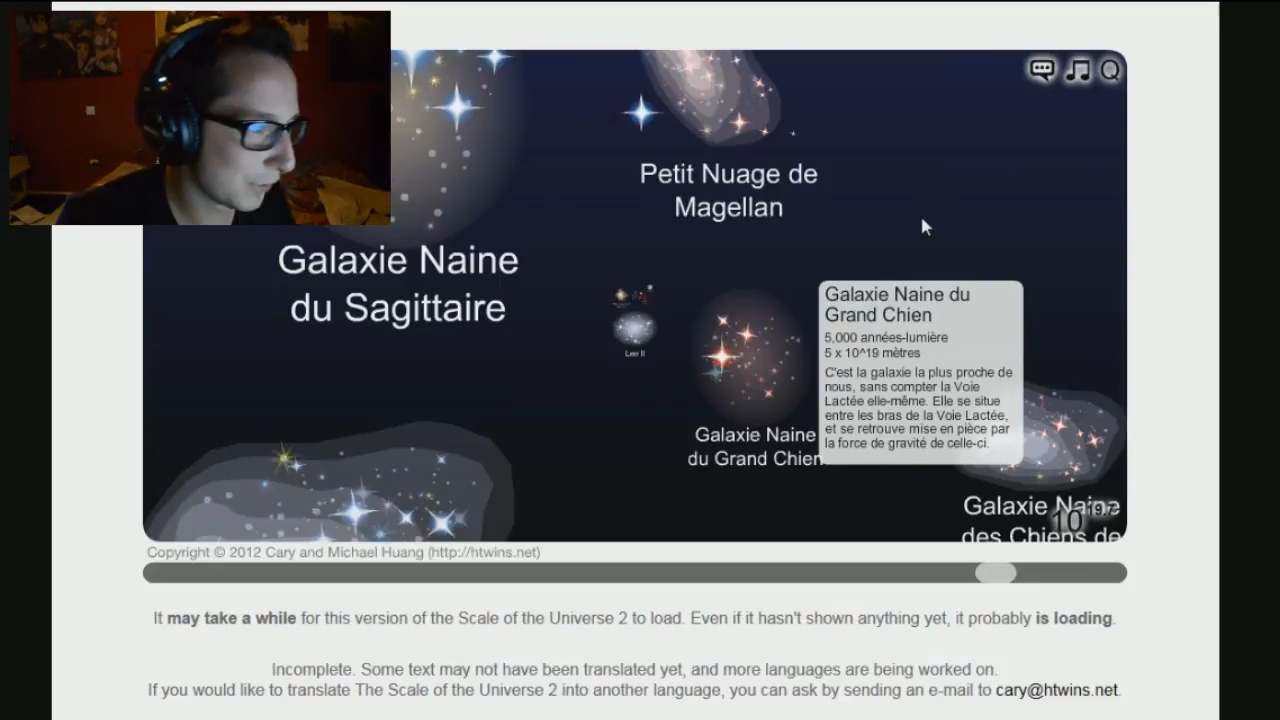 Petit Nuage de
Magellan
Galaxie Naine
du Sagittaire
Leo II
Galaxie Naine du
Grand Chien
5,000 années-lumière
5 x 10^19 mètres
C'est la galaxie la plus proche de
nous, sans compter la Voie
Lactée elle-même. Elle se situe
entre les bras de la Voie Lactée,
et se retrouve mise en pièce par
la force de gravité de celle-ci.
Galaxie Naine
du Grand Chien
Galaxie Naine
des Chiens de
10
Copyright © 2012 Cary and Michael Huang (http://htwins.net)
It may take a while for this version of the Scale of the Universe 2 to load. Even if it hasn't shown anything yet, it probably is loading.
Incomplete. Some text may not have been translated yet, and more languages are being worked on.
If you would like to translate The Scale of the Universe 2 into another language, you can ask by sending an e-mail to cary@htwins.net.